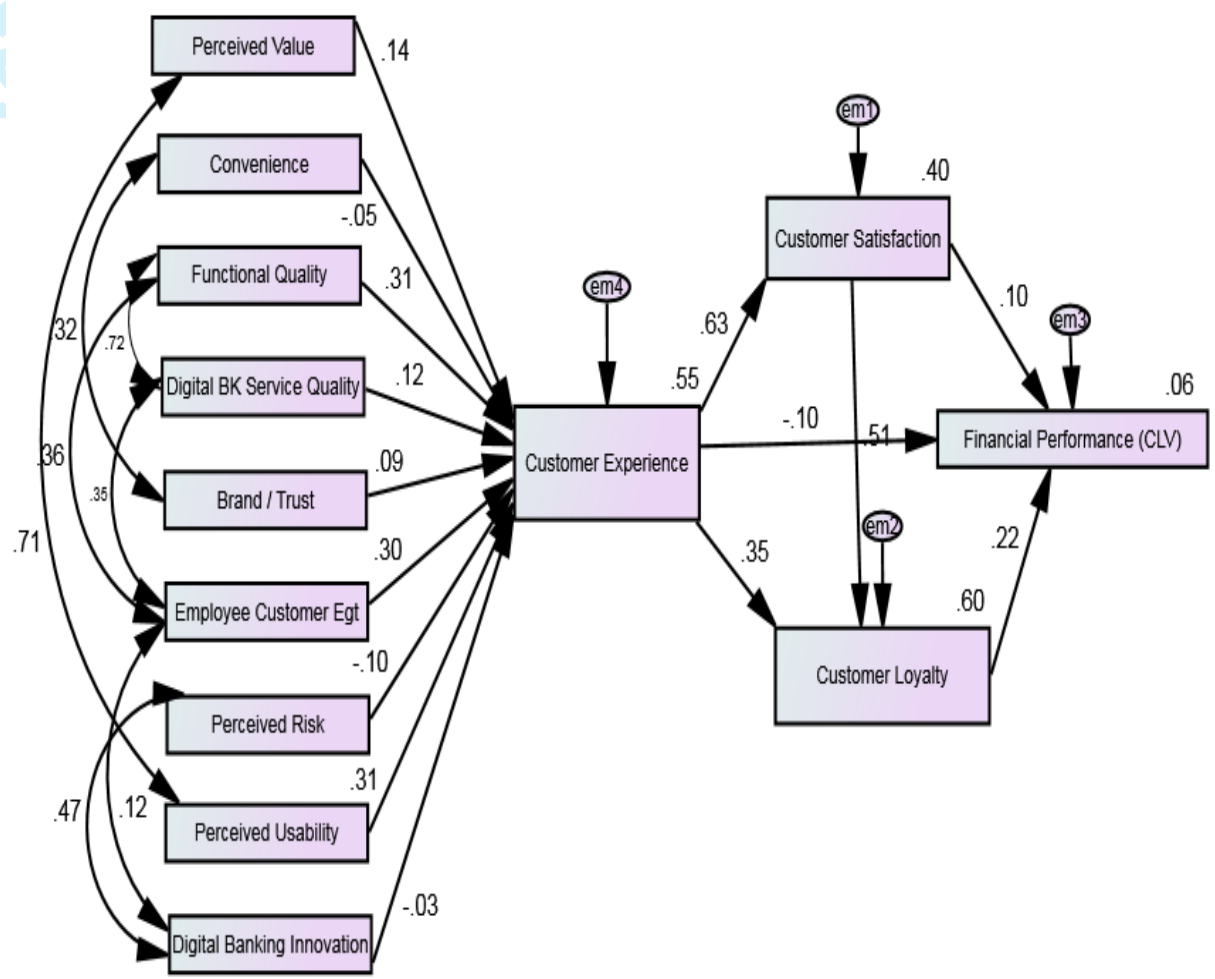 Perceived Value
.14
Convenience
-.05
Functional Quality
.31
.32
.72
Digital BK Service Quality
.12
.36
.35
Brand / Trust
.09
.71
Employee Customer Egt
.30
-.10
Perceived Risk
.31
.47
.12
Perceived Usability
-.03
Digital Banking Innovation
em4
.55
Customer Experience
.63
-.10
.35
em1
.40
Customer Satisfaction
.10
.51
em3
.06
Financial Performance (CLV)
em2
.22
.60
Customer Loyalty